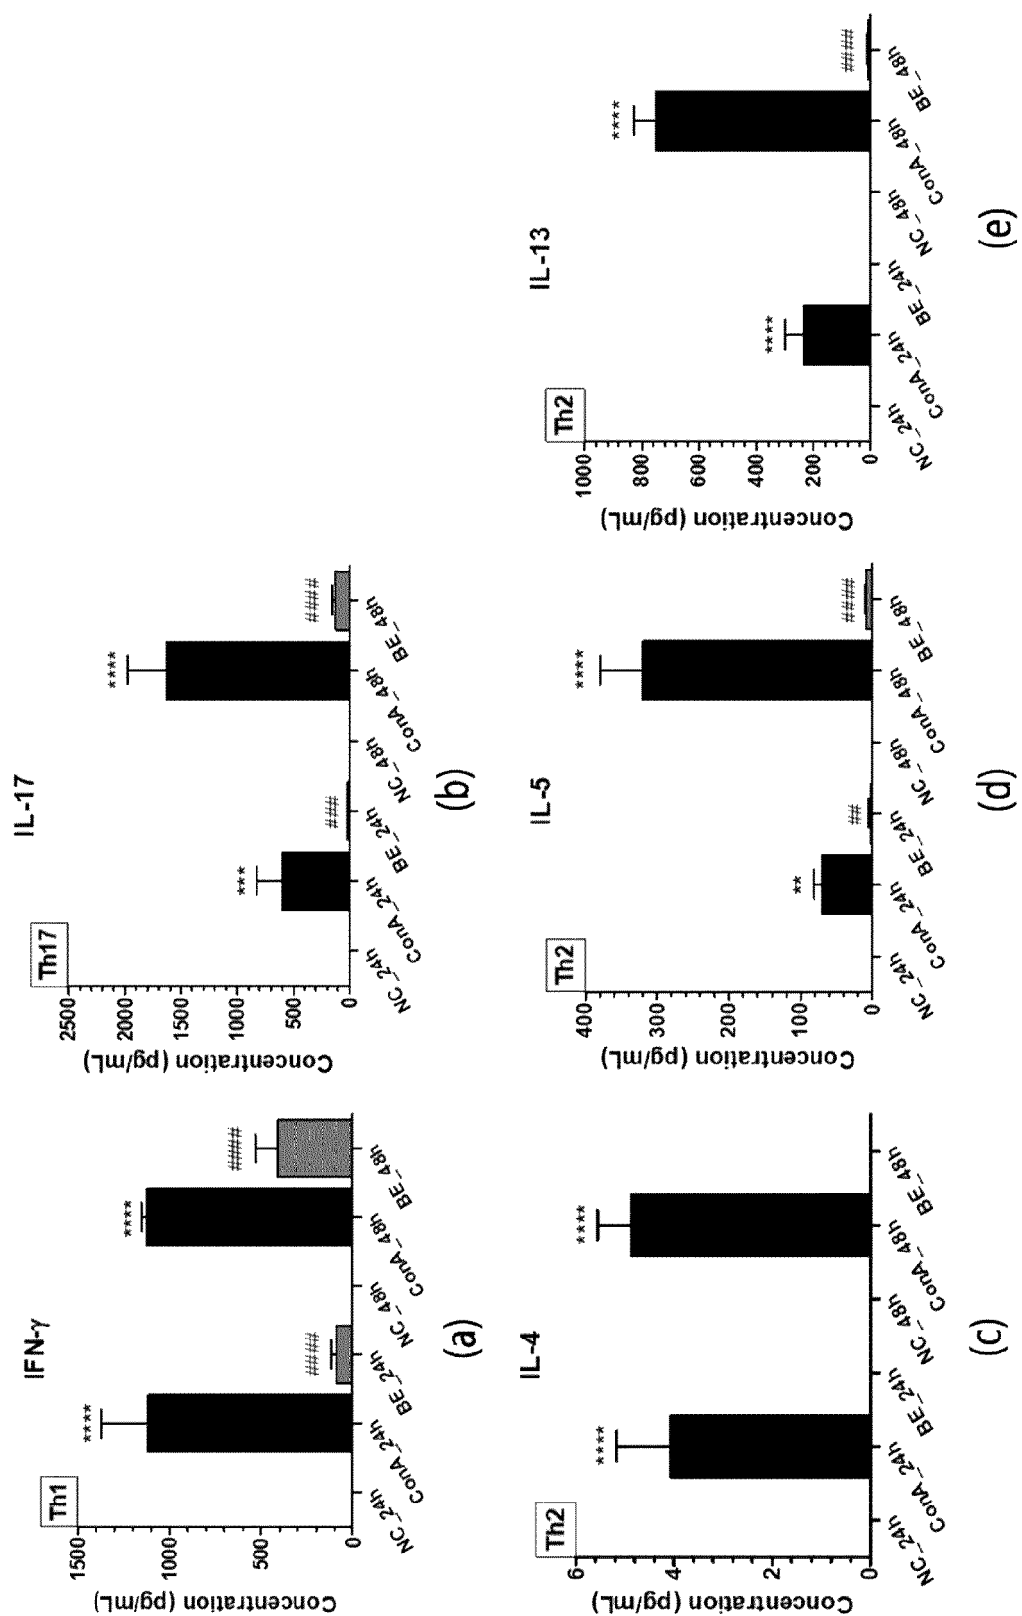 IFN-γ
Th1
Concentration (pg/mL)
1500
1000
500
0
****
####
****
####
NC_24h
ConA_24h
BE_24h
NC_48h
ConA_48h
BE_48h
(a)
IL-17
Th17
Concentration (pg/mL)
2500
2000
1500
1000
500
0
***
###
****
####
NC_24h
ConA_24h
BE_24h
NC_48h
ConA_48h
BE_48h
(b)
IL-4
Th2
Concentration (pg/mL)
6
4
2
0
****
****
NC_24h
ConA_24h
BE_24h
NC_48h
ConA_48h
BE_48h
(c)
IL-5
Th2
Concentration (pg/mL)
400
300
200
100
0
**
##
****
####
NC_24h
ConA_24h
BE_24h
NC_48h
ConA_48h
BE_48h
(d)
IL-13
Th2
Concentration (pg/mL)
1000
800
600
400
200
0
****
****
####
NC_24h
ConA_24h
BE_24h
NC_48h
ConA_48h
BE_48h
(e)